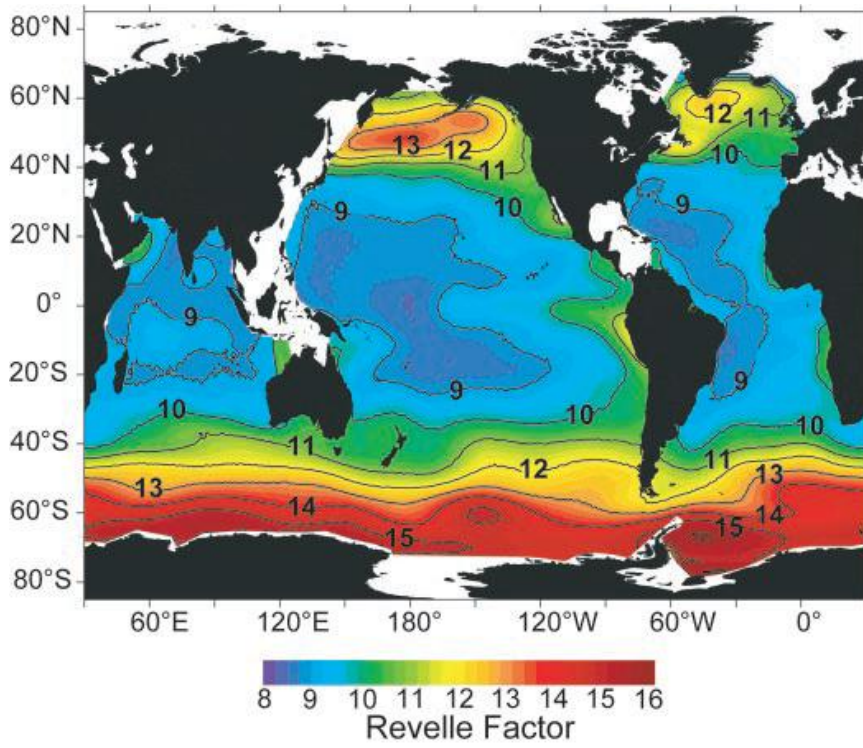 80°N
60°N
40°N
20°N
0°
20°S
40°S
60°S
80°S
13 12 11 10
12 11 10
9 9
9 9 9
10 10 10
11 12 11
13 13
14 14
15 15
60°E 120°E 180° 120°W 60°W 0°
8 9 10 11 12 13 14 15 16
Revelle Factor